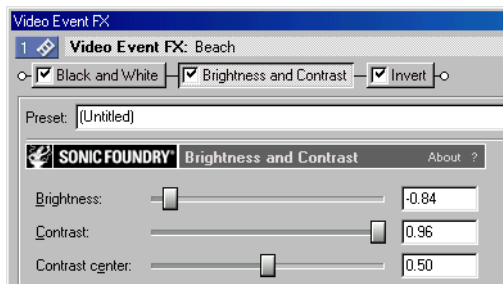 Video Event FX
1 Video Event FX: Beach
Black and White Brightness and Contrast Invert
Preset: (Untitled)
SONIC FOUNDRY® Brightness and Contrast About ?
Brightness: -0.84
Contrast: 0.96
Contrast center: 0.50